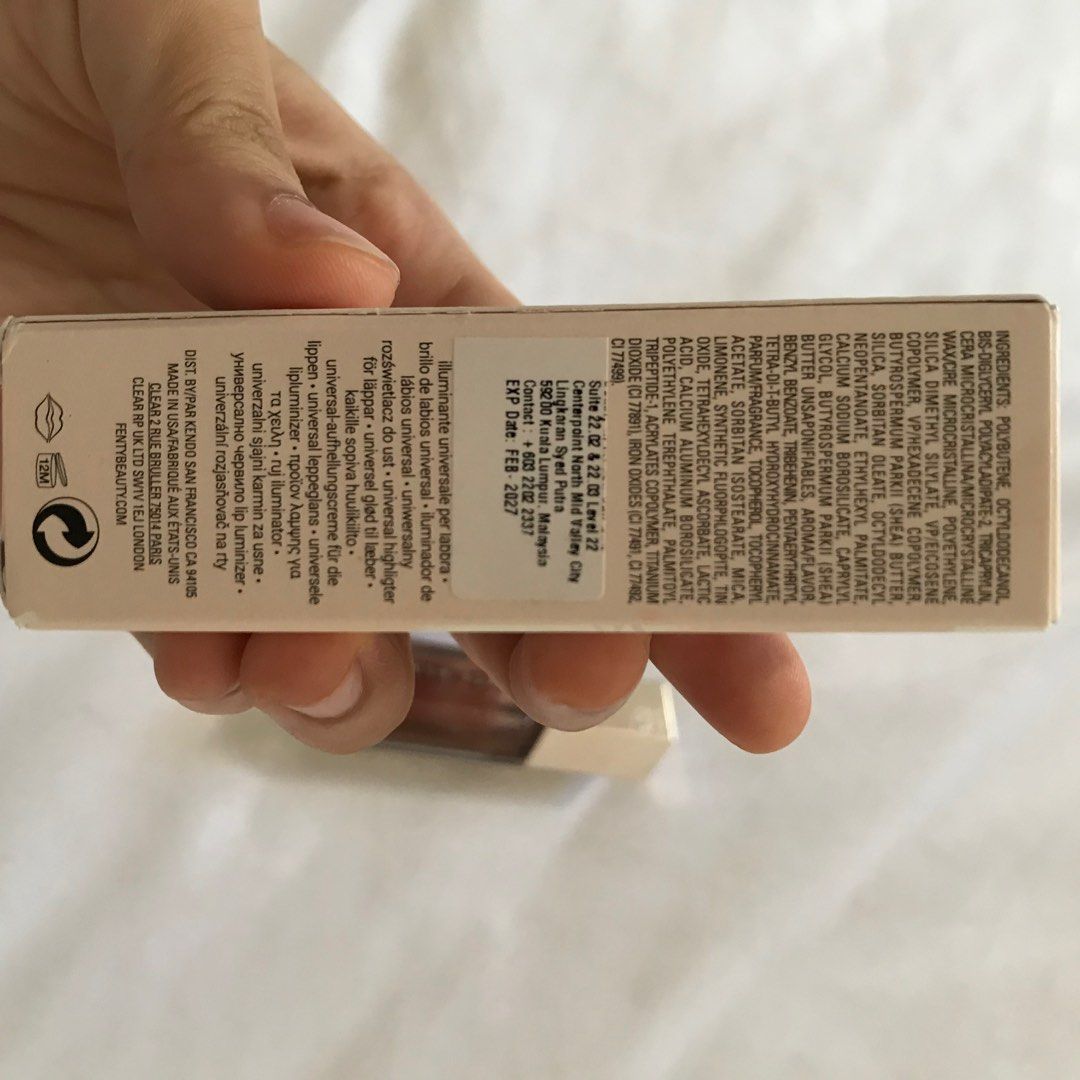 INGREDIENTS: POLYBUTENE, OCTYLDODECANOL,
BIS-DIGLYCERYL POLYACYLADIPATE-2, TRICAPRYLIN,
CERA MICROCRISTALLINA/MICROCRYSTALLINE
WAX/CIRE MICROCRISTALLINE, POLYETHYLENE,
SILICA DIMETHYL SILYLATE, VP/EICOSENE
COPOLYMER, VP/HEXADECENE COPOLYMER,
BUTYROSPERMUM PARKII (SHEA) BUTTER,
SILICA, SORBITAN OLEATE, OCTYLDODECYL
NEOPENTANOATE, ETHYLHEXYL PALMITATE,
CALCIUM SODIUM BOROSILICATE, CAPRYLYL
GLYCOL, BUTYROSPERMUM PARKII (SHEA)
BUTTER UNSAPONIFIABLES, AROMA/FLAVOR,
BENZYL BENZOATE, TRIBEHENIN, PENTAERYTHRITYL
TETRA-DI-T-BUTYL HYDROXYHYDROCINNAMATE,
PARFUM/FRAGRANCE, TOCOPHEROL, TOCOPHERYL
ACETATE, SORBITAN ISOSTEARATE, MICA,
LIMONENE, SYNTHETIC FLUORPHLOGOPITE, TIN
OXIDE, TETRAHEXYLDECYL ASCORBATE, LACTIC
ACID, CALCIUM ALUMINUM BOROSILICATE,
POLYETHYLENE TEREPHTHALATE, PALMITOYL
TRIPEPTIDE-1, ACRYLATES COPOLYMER, TITANIUM
DIOXIDE (CI 77891), IRON OXIDES (CI 77491, CI 77492,
CI 77499).
Suite 22.02 & 22.03 Level 22
Centerpoint North Mid Valley City
Lingkaran Syed Putra
59200 Kuala Lumpur, Malaysia
Contact : + 603 2202 2337
EXP Date: FEB - 2027
illuminante universale per labbra •
brillo de labios universal • iluminador de
lábios universal • uniwersalny
rozświetlacz do ust • universal highlighter
för läppar • universel glød til læber •
kaikille sopiva huulikiilto •
universal-aufhellungscreme für die
lippen • universal lepeglans • universele
lipluminizer • προϊον λαμψης για
τα χειλη • ruj iluminator •
univerzalni sjajni karmin za usne •
универсално червило lip luminizer •
univerzální rozjasňovač na rty
DIST. BY/PAR KENDO SAN FRANCISCO CA 94105
MADE IN USA/FABRIQUÉ AUX ÉTATS-UNIS
CLEAR 2 RUE BRULLER 75014 PARIS
CLEAR RP UK LTD SW1V 1EJ LONDON
FENTYBEAUTY.COM
12M